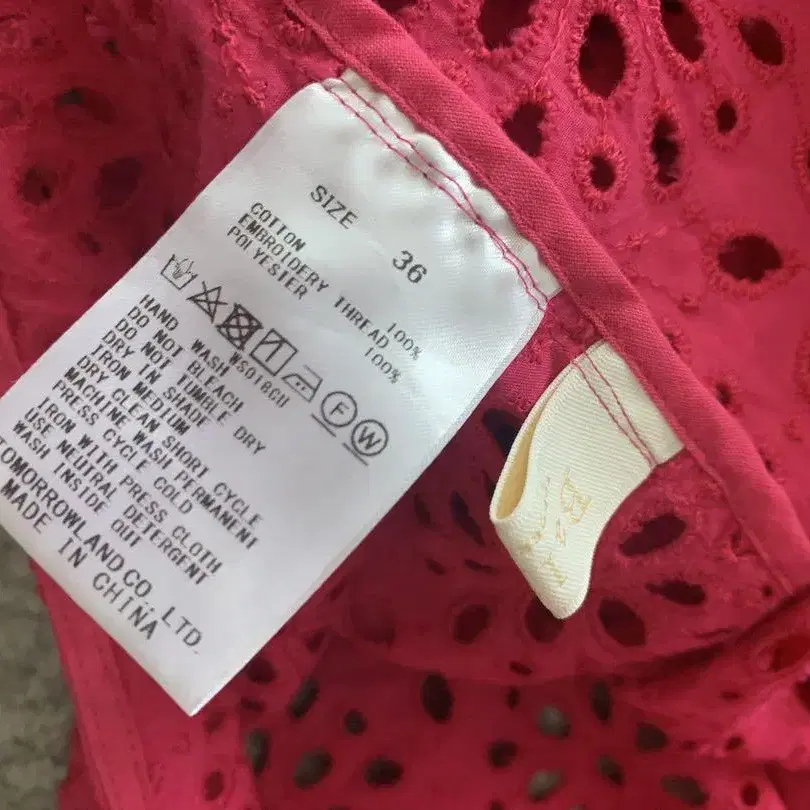 SIZE 36
COTTON 100%
EMBROIDERY THREAD
POLYESTER 100%
WS018GU
HAND WASH
DO NOT BLEACH
DO NOT TUMBLE DRY
DRY IN SHADE
IRON MEDIUM
DRY CLEAN SHORT CYCLE
MACHINE WASH PERMANENT
PRESS CYCLE COLD
IRON WITH PRESS CLOTH
USE NEUTRAL DETERGENT
WASH INSIDE OUT
TOMORROWLAND CO., LTD.
MADE IN CHINA
F
W